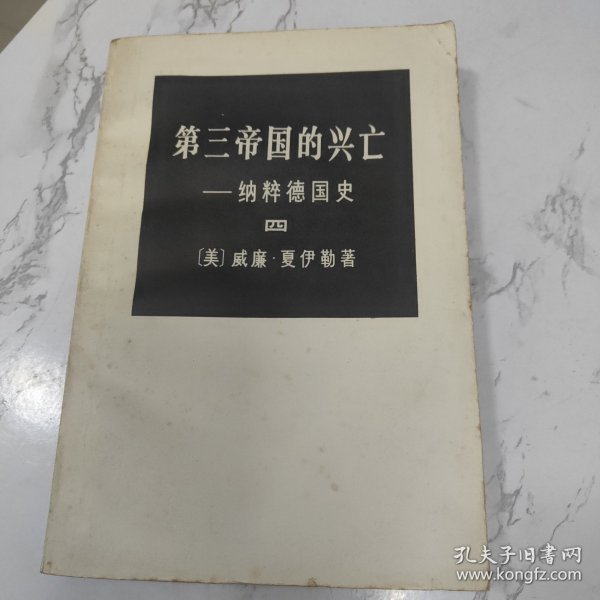 第三帝国的兴亡
——纳粹德国史
四
〔美〕威廉·夏伊勒著
孔夫子旧书网
www.kongfz.com